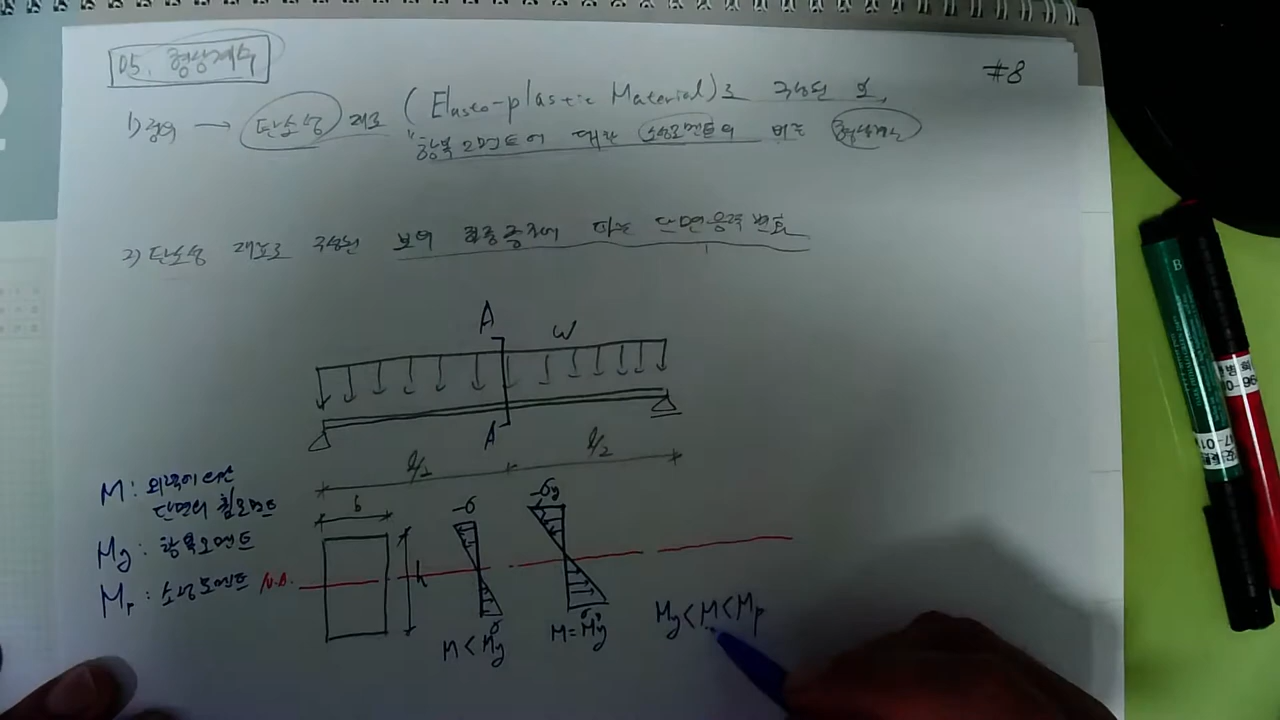 #8
05. 형상계수
1) 정의 → 탄소성 재료 (Elasto-plastic Material)로 구성된 보,
"항복모멘트에 대한 소성모멘트의 비는 형상계수
2) 탄소성 재료로 구성된 보의 하중증가에 따른 단면응력 변화
A
W
A
l/2
l/2
M: 외력에 의한
단면의 휨모멘트
My: 항복모멘트
Mp: 소성모멘트
N.A.
b
h
-σ
σ
M<My
-σy
σy
M=My
My<M<Mp
B